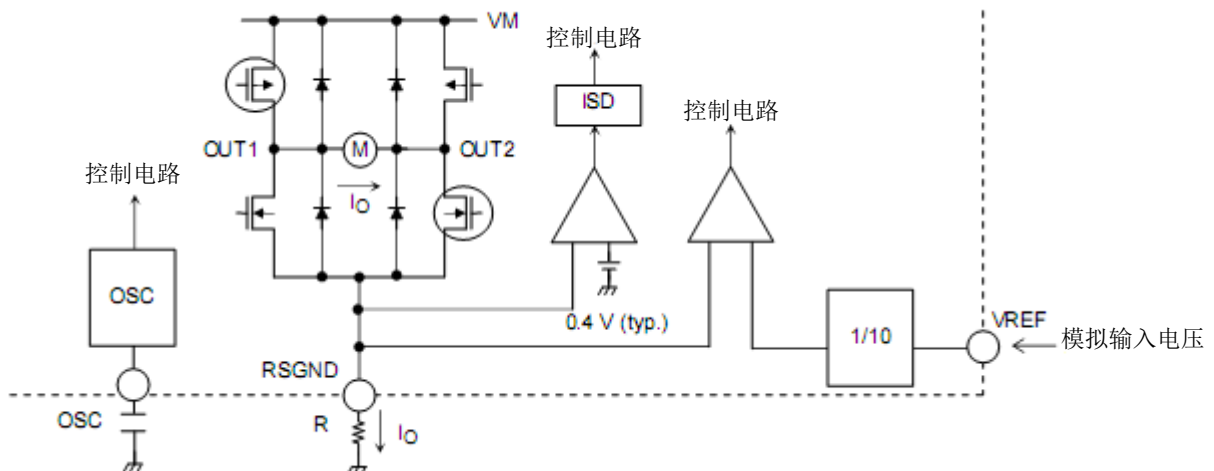 VM
控制电路
ISD
控制电路
OUT1
M
OUT2
控制电路
IO
OSC
0.4 V (typ.)
1/10
VREF
模拟输入电压
RSGND
OSC
R
IO